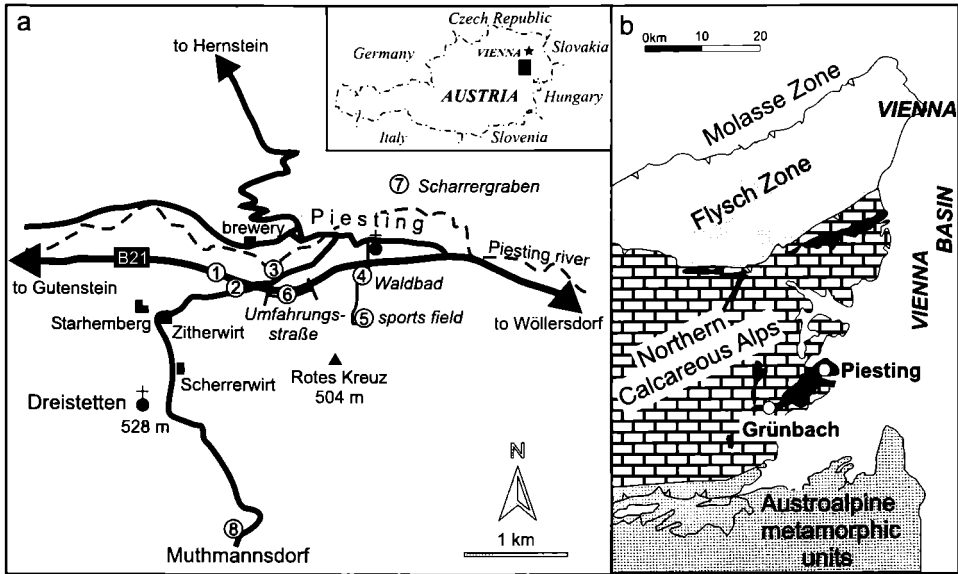 a
to Hernstein
Czech Republic
Germany
VIENNA
Slovakia
AUSTRIA
Hungary
Italy
Slovenia
7 Scharrergraben
Piesting
brewery
Piesting river
B21
to Gutenstein
1
2
3
4 Waldbad
6
Umfahrungs-
straße
5 sports field
to Wöllersdorf
Starhemberg
Zitherwirt
Scherrerwirt
Rotes Kreuz
504 m
Dreistetten
528 m
N
8
Muthmannsdorf
1 km
b
0km 10 20
Molasse Zone
VIENNA
Flysch Zone
VIENNA BASIN
Northern
Calcareous Alps
Piesting
Grünbach
Austroalpine
metamorphic
units